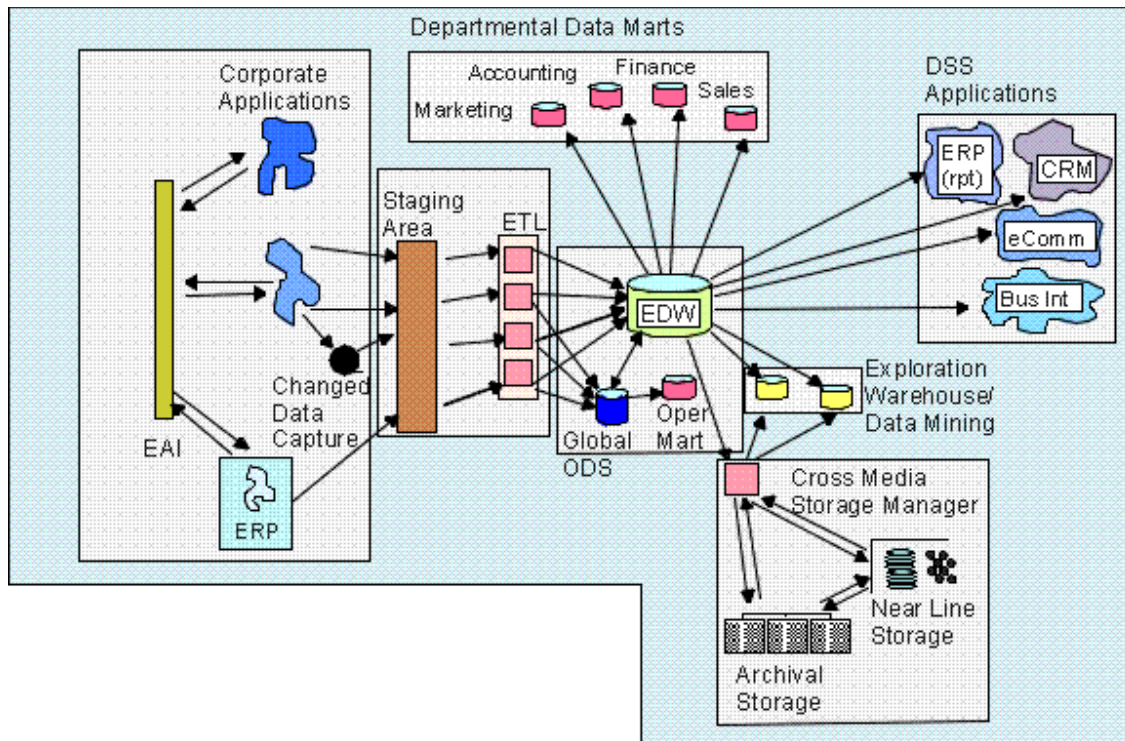 Departmental Data Marts
Corporate
Applications
Accounting
Finance
Marketing
Sales
DSS
Applications
ERP
(rpt)
CRM
eComm
Bus Int
Staging
Area
ETL
EDW
Changed
Data
Capture
EAI
ERP
Global
ODS
Oper
Mart
Exploration
Warehouse/
Data Mining
Cross Media
Storage Manager
Near Line
Storage
Archival
Storage